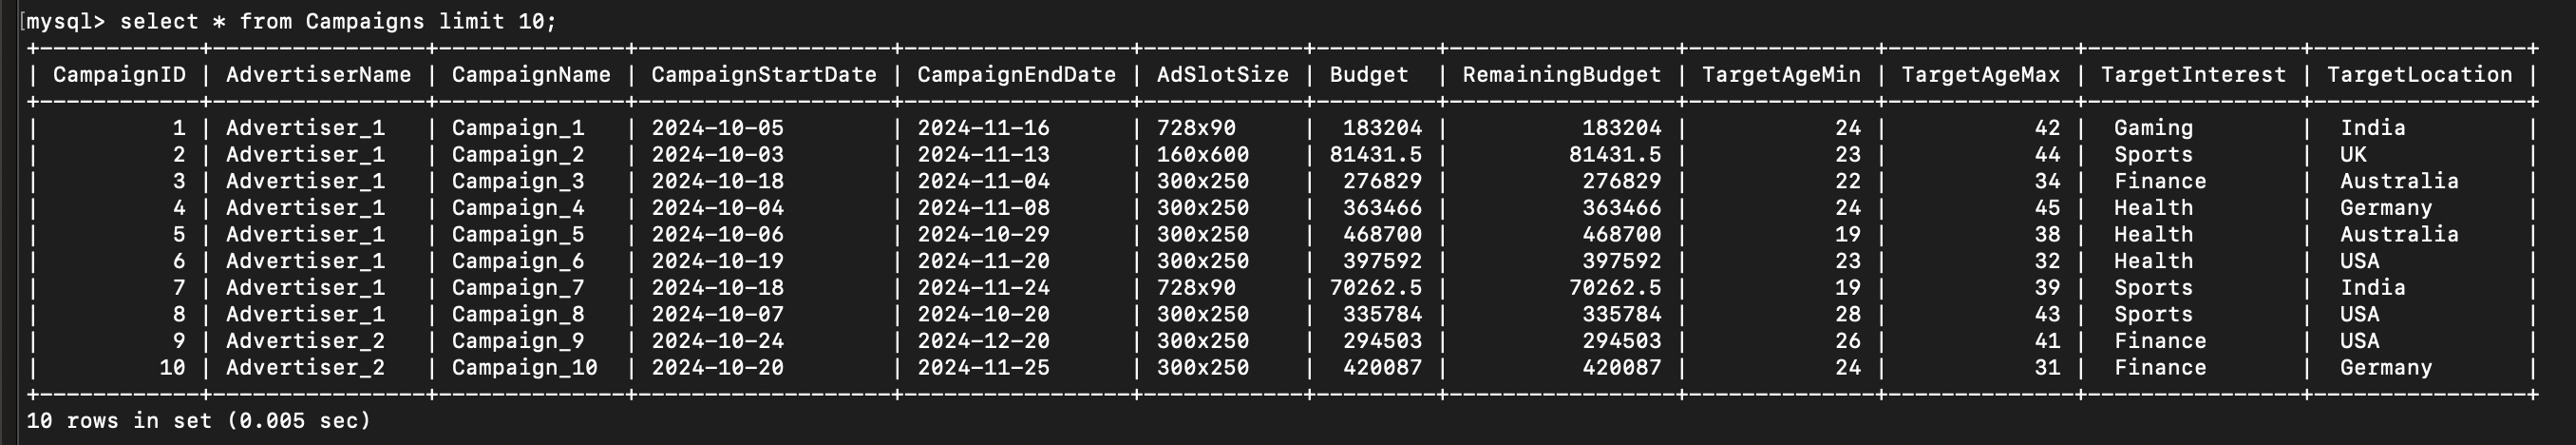 [mysql> select * from Campaigns limit 10;
+------------+----------------+--------------+-------------------+-----------------+------------+---------+-----------------+--------------+--------------+----------------+----------------+
| CampaignID | AdvertiserName | CampaignName | CampaignStartDate | CampaignEndDate | AdSlotSize | Budget  | RemainingBudget | TargetAgeMin | TargetAgeMax | TargetInterest | TargetLocation |
+------------+----------------+--------------+-------------------+-----------------+------------+---------+-----------------+--------------+--------------+----------------+----------------+
|          1 | Advertiser_1   | Campaign_1   | 2024-10-05        | 2024-11-16      | 728x90     |  183204 |          183204 |           24 |           42 |  Gaming        |  India         |
|          2 | Advertiser_1   | Campaign_2   | 2024-10-03        | 2024-11-13      | 160x600    | 81431.5 |         81431.5 |           23 |           44 |  Sports        |  UK            |
|          3 | Advertiser_1   | Campaign_3   | 2024-10-18        | 2024-11-04      | 300x250    |  276829 |          276829 |           22 |           34 |  Finance       |  Australia     |
|          4 | Advertiser_1   | Campaign_4   | 2024-10-04        | 2024-11-08      | 300x250    |  363466 |          363466 |           24 |           45 |  Health        |  Germany       |
|          5 | Advertiser_1   | Campaign_5   | 2024-10-06        | 2024-10-29      | 300x250    |  468700 |          468700 |           19 |           38 |  Health        |  Australia     |
|          6 | Advertiser_1   | Campaign_6   | 2024-10-19        | 2024-11-20      | 300x250    |  397592 |          397592 |           23 |           32 |  Health        |  USA           |
|          7 | Advertiser_1   | Campaign_7   | 2024-10-18        | 2024-11-24      | 728x90     | 70262.5 |         70262.5 |           19 |           39 |  Sports        |  India         |
|          8 | Advertiser_1   | Campaign_8   | 2024-10-07        | 2024-10-20      | 300x250    |  335784 |          335784 |           28 |           43 |  Sports        |  USA           |
|          9 | Advertiser_2   | Campaign_9   | 2024-10-24        | 2024-12-20      | 300x250    |  294503 |          294503 |           26 |           41 |  Finance       |  USA           |
|         10 | Advertiser_2   | Campaign_10  | 2024-10-20        | 2024-11-25      | 300x250    |  420087 |          420087 |           24 |           31 |  Finance       |  Germany       |
+------------+----------------+--------------+-------------------+-----------------+------------+---------+-----------------+--------------+--------------+----------------+----------------+
10 rows in set (0.005 sec)